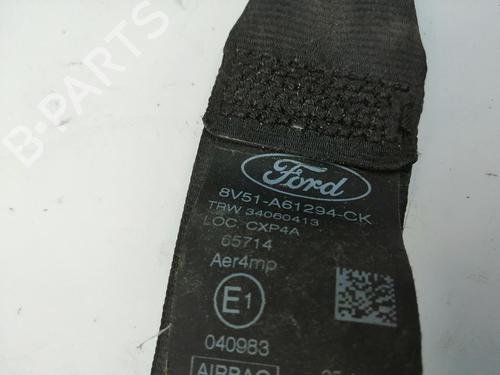 B-PARTS
Ford
8V51-A61294-CK
TRW 34060413
LOC CXP4A
65714
Aer4mp
E1
040983
AIRBAG